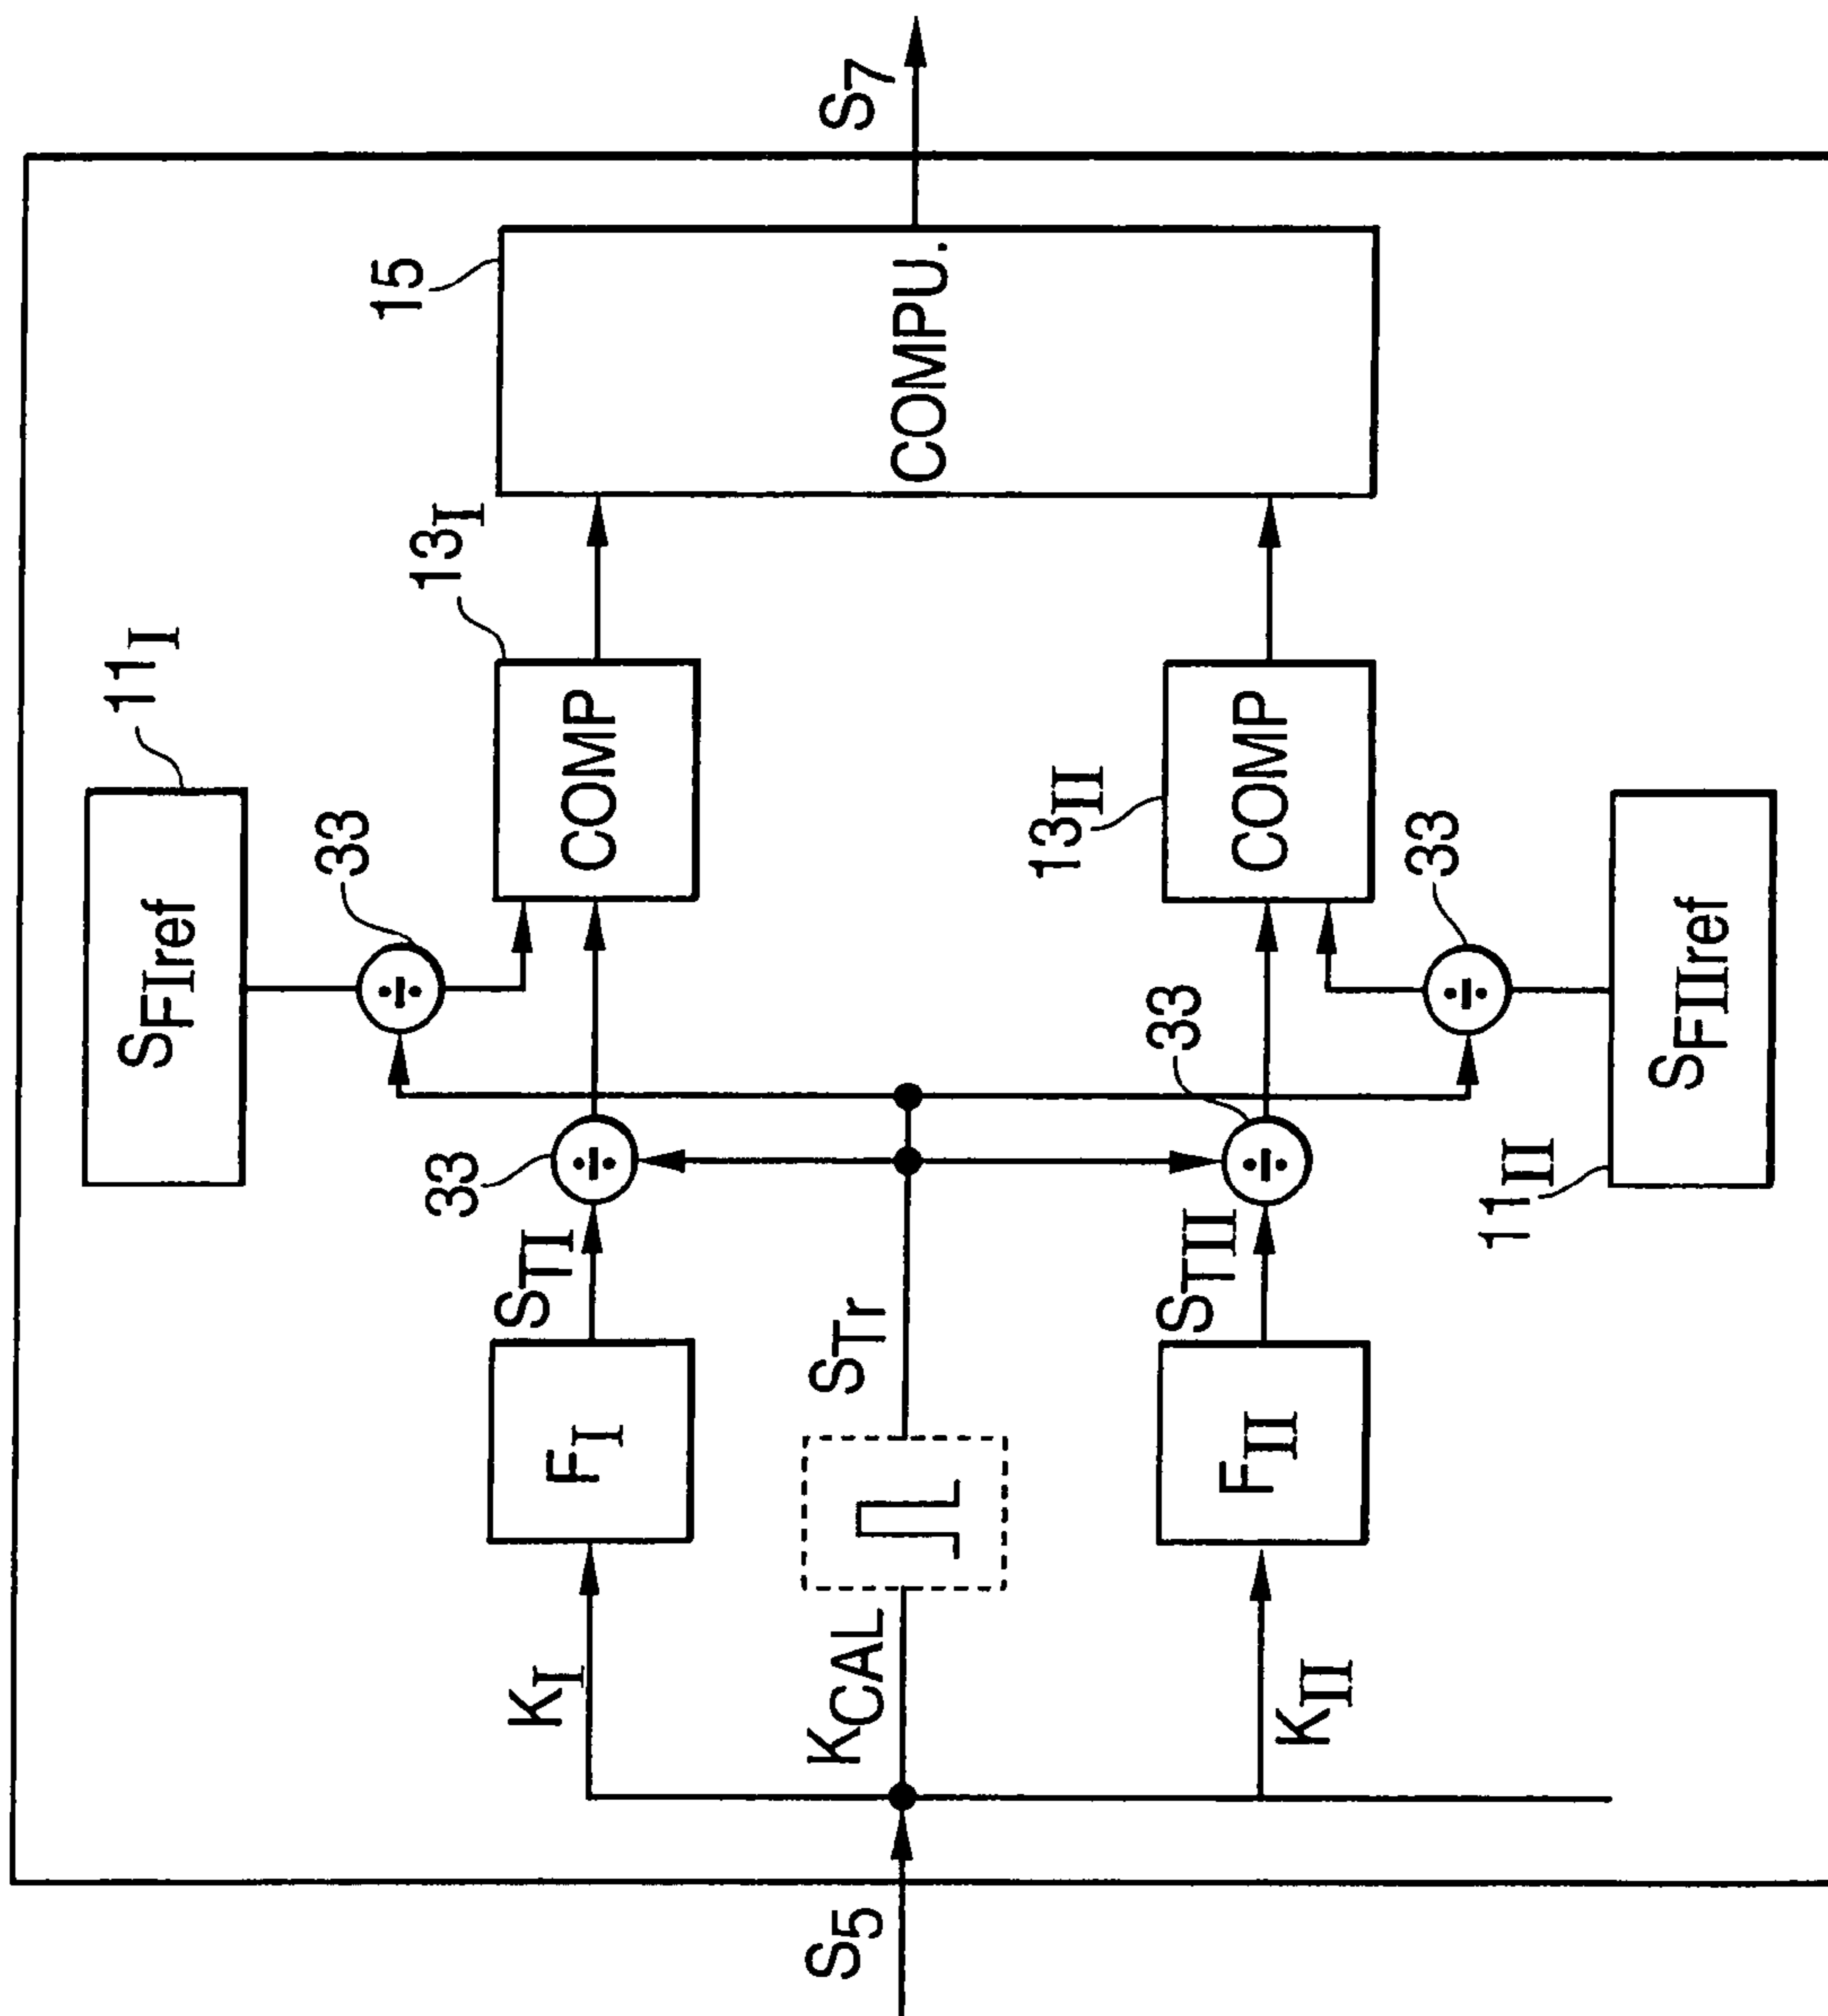 11I
SFIref
33
13I
COMP
15
COMPU.
S7
33
STI
FI
KI
STr
KCAL
S5
33
STII
FII
KII
13II
COMP
33
SFIIref
11II
÷
÷
÷
÷